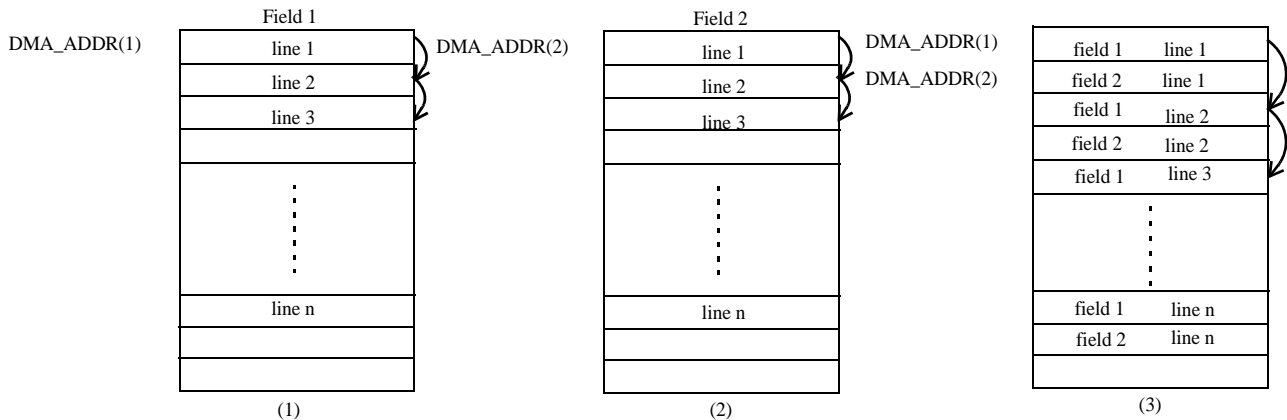 Field 1
DMA_ADDR(1)
line 1
DMA_ADDR(2)
line 2
line 3
line n
(1)
Field 2
line 1
DMA_ADDR(1)
line 2
DMA_ADDR(2)
line 3
line n
(2)
field 1 line 1
field 2 line 1
field 1 line 2
field 2 line 2
field 1 line 3
field 1 line n
field 2 line n
(3)